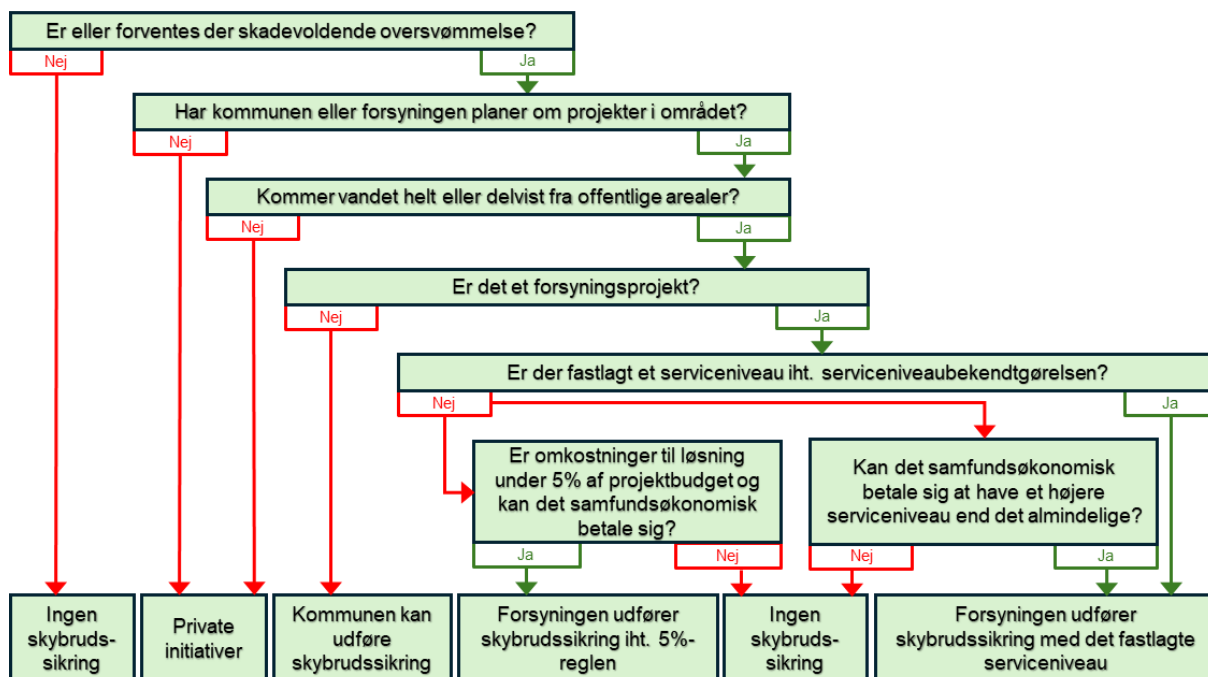 Er eller forventes der skadevoldende oversvømmelse?
Nej
Ja
Har kommunen eller forsyningen planer om projekter i området?
Nej
Ja
Kommer vandet helt eller delvist fra offentlige arealer?
Nej
Ja
Er det et forsyningsprojekt?
Nej
Ja
Er der fastlagt et serviceniveau iht. serviceniveaubekendtgørelsen?
Nej
Ja
Er omkostninger til løsning
under 5% af projektbudget og
kan det samfundsøkonomisk
betale sig?
Ja
Nej
Kan det samfundsøkonomisk
betale sig at have et højere
serviceniveau end det almindelige?
Nej
Ja
Ingen
skybruds-
sikring
Private
initiativer
Kommunen kan
udføre
skybrudssikring
Forsyningen udfører
skybrudssikring iht. 5%-
reglen
Ingen
skybruds-
sikring
Forsyningen udfører
skybrudssikring med det fastlagte
serviceniveau